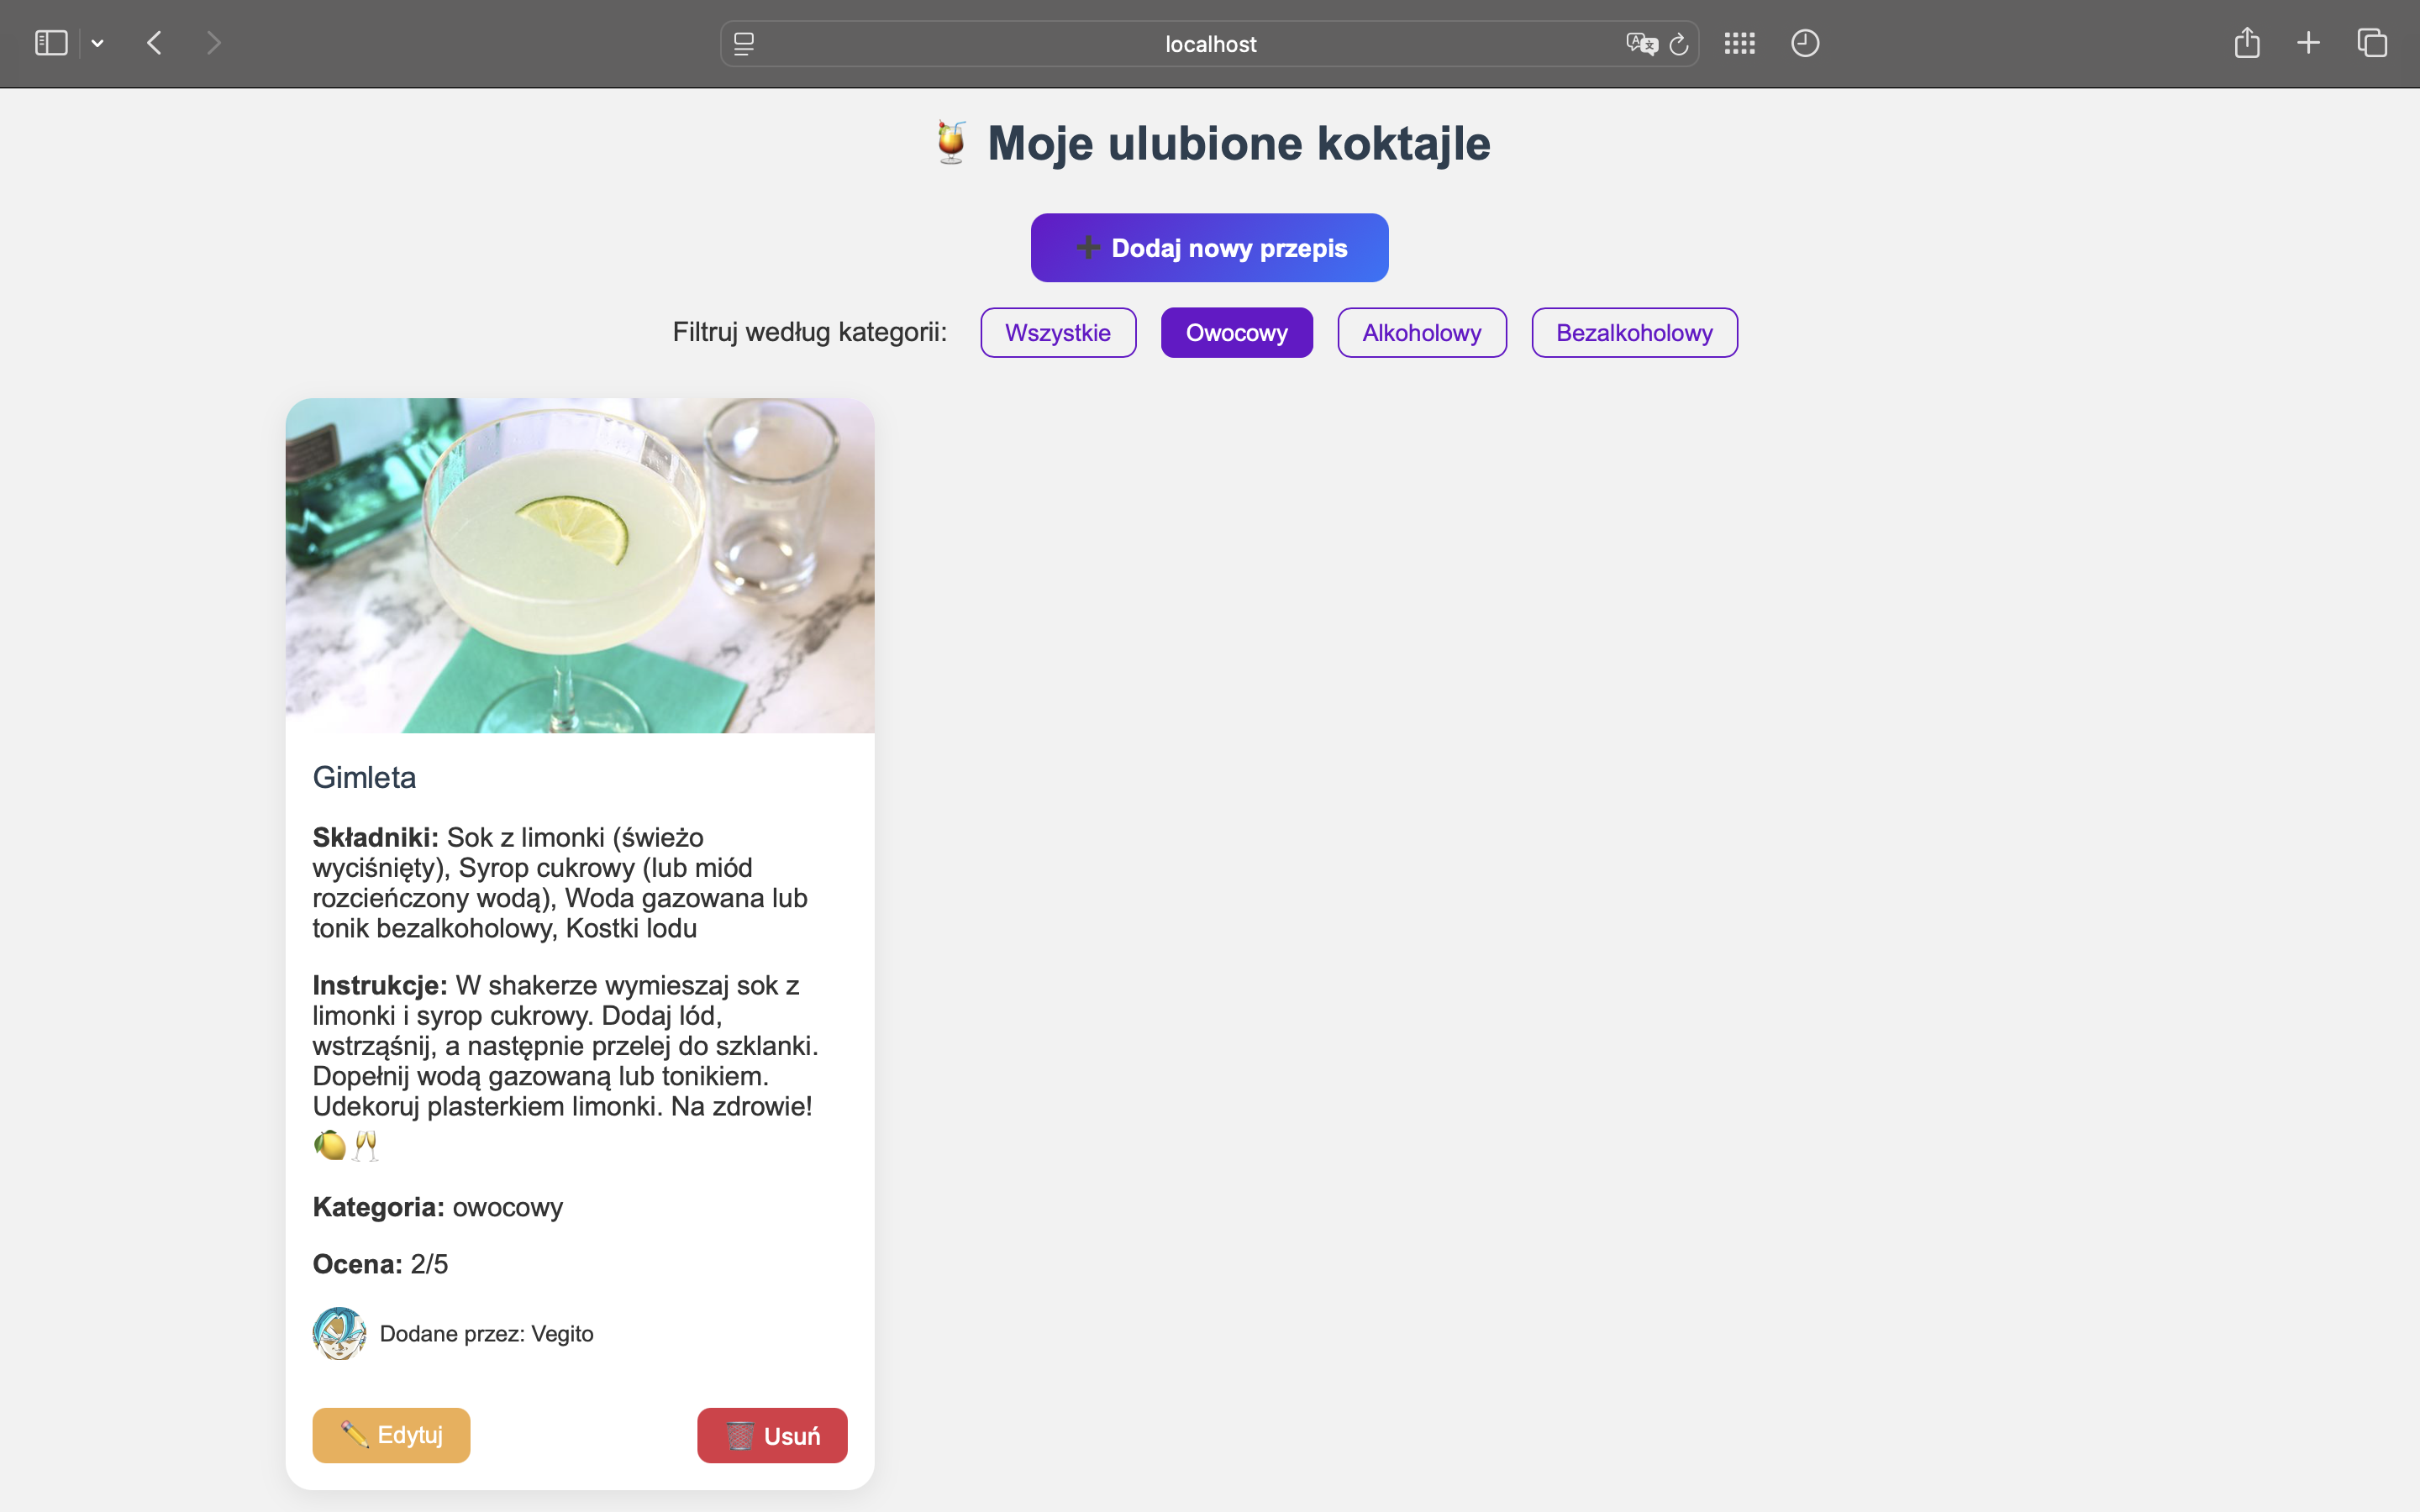 localhost
🍹 Moje ulubione koktajle
➕ Dodaj nowy przepis
Filtruj według kategorii: Wszystkie Owocowy Alkoholowy Bezalkoholowy
Gimleta
Składniki: Sok z limonki (świeżo
wyciśnięty), Syrop cukrowy (lub miód
rozcieńczony wodą), Woda gazowana lub
tonik bezalkoholowy, Kostki lodu
Instrukcje: W shakerze wymieszaj sok z
limonki i syrop cukrowy. Dodaj lód,
wstrząśnij, a następnie przelej do szklanki.
Dopełnij wodą gazowaną lub tonikiem.
Udekoruj plasterkiem limonki. Na zdrowie!
🍋🥂
Kategoria: owocowy
Ocena: 2/5
Dodane przez: Vegito
✏️ Edytuj 🗑️ Usuń